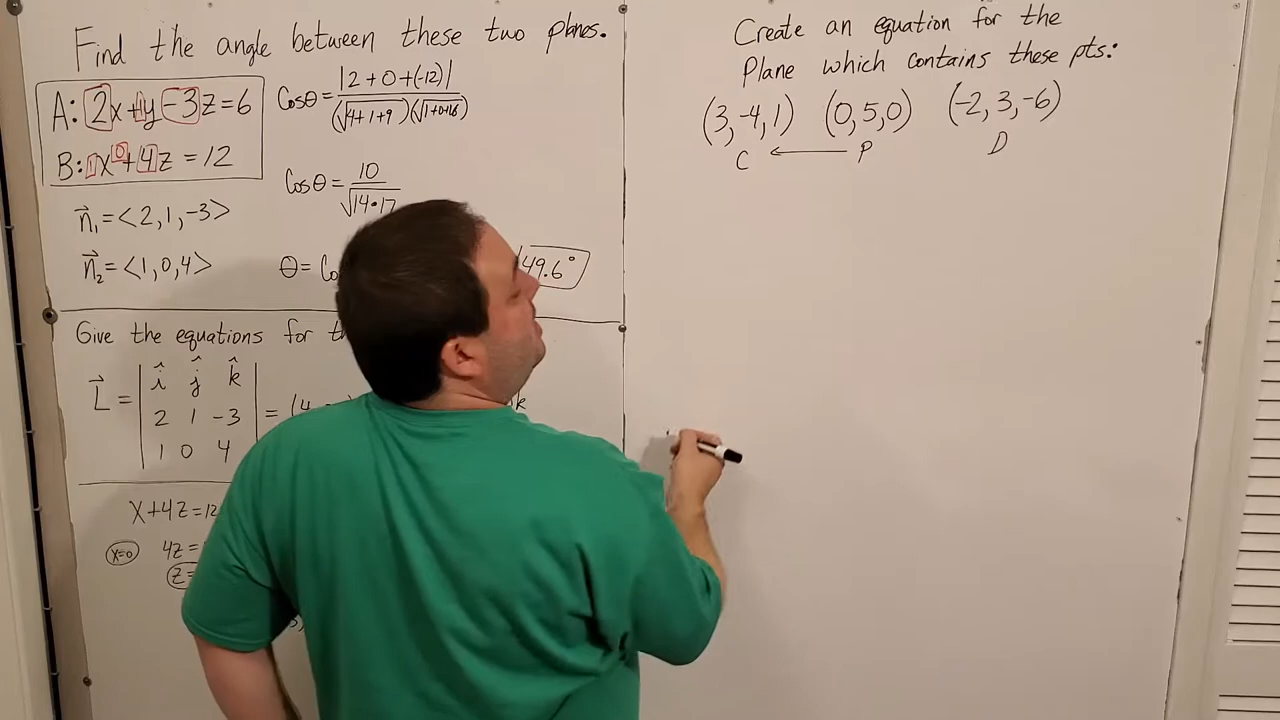 Find the angle between these two planes.
A: 2x+1y-3z=6
B: 1x^0+4z=12
n⃗₁=<2,1,-3>
n⃗₂=<1,0,4>
Cosθ=|2+0+(-12)|/(√4+1+9)(√1+0+16)
Cosθ=10/√14•17
θ= Co
49.6°
Give the equations for
L⃗ = | î ĵ k̂ |
2 1 -3
1 0 4
= (4
k
x+4z=12
x=0 4z=
z=
Create an equation for the
Plane which contains these pts:
(3,-4,1) (0,5,0) (-2,3,-6)
C ← P D